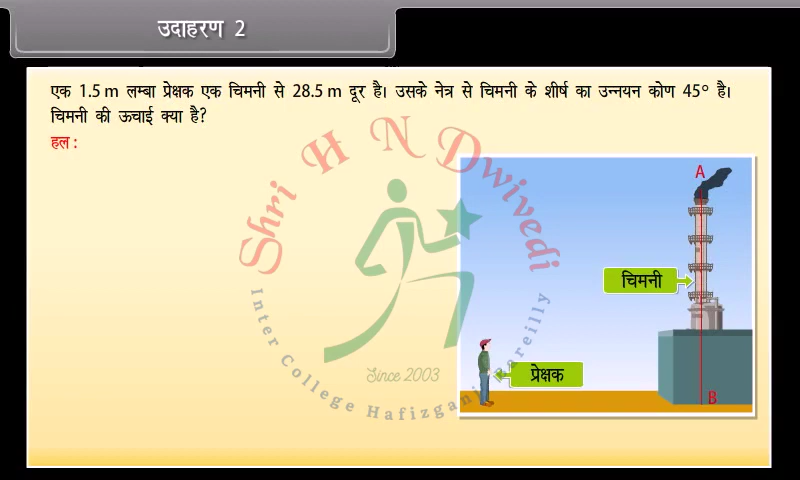 उदाहरण 2
एक 1.5 m लम्बा प्रेक्षक एक चिमनी से 28.5 m दूर है। उसके नेत्र से चिमनी के शीर्ष का उन्नयन कोण 45° है।
चिमनी की ऊचाई क्या है?
हल :
Shri H N Dwivedi
A
चिमनी
प्रेक्षक
B
Since 2003
Inter College Hafizganj Bareilly